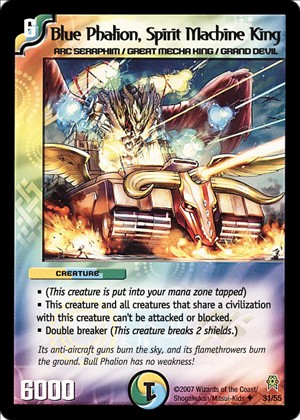 6
Blue Phalion, Spirit Machine King
ARC SERAPHIM / GREAT MECHA KING / GRAND DEVIL
CREATURE
▪ (This creature is put into your mana zone tapped)
▪ This creature and all creatures that share a civilization
with this creature can't be attacked or blocked.
▪ Double breaker (This creature breaks 2 shields.)
Its anti-aircraft guns burn the sky, and its flamethrowers burn
the ground. Bull Phalion has no weakness!
6000
1
©2007 Wizards of the Coast/
Shogakukan/Mitsui-Kids ♦ 31/55